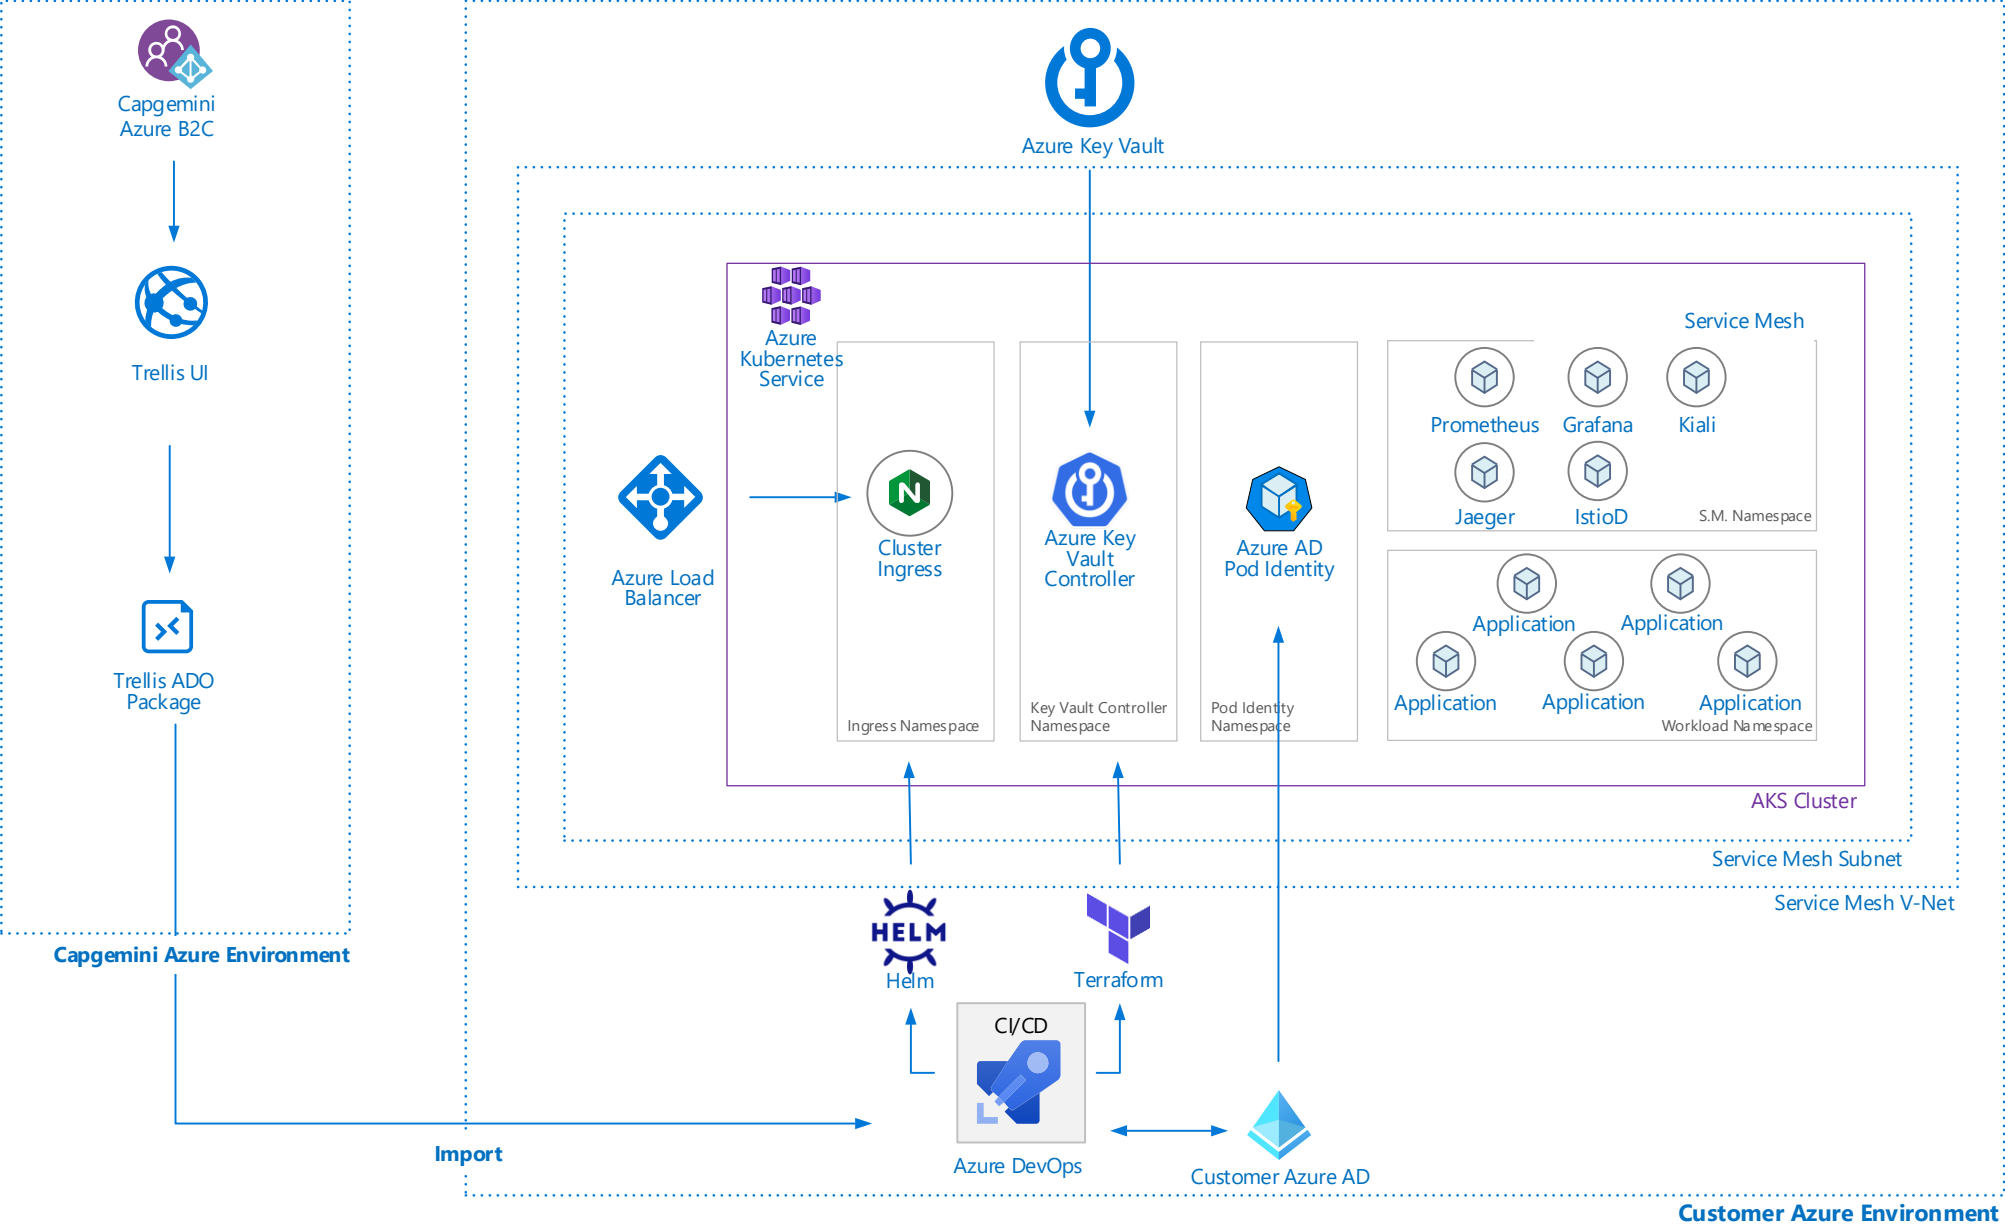 Capgemini
Azure B2C
Trellis UI
Trellis ADO
Package
Capgemini Azure Environment
Import
Azure Key Vault
Azure
Kubernetes
Service
Azure Load
Balancer
Cluster
Ingress
Ingress Namespace
Azure Key
Vault
Controller
Key Vault Controller
Namespace
Azure AD
Pod Identity
Pod Identity
Namespace
Service Mesh
Prometheus
Grafana
Kiali
Jaeger
IstioD
S.M. Namespace
Application
Application
Application
Application
Application
Workload Namespace
AKS Cluster
Service Mesh Subnet
Service Mesh V-Net
HELM
Helm
Terraform
CI/CD
Azure DevOps
Customer Azure AD
Customer Azure Environment
N